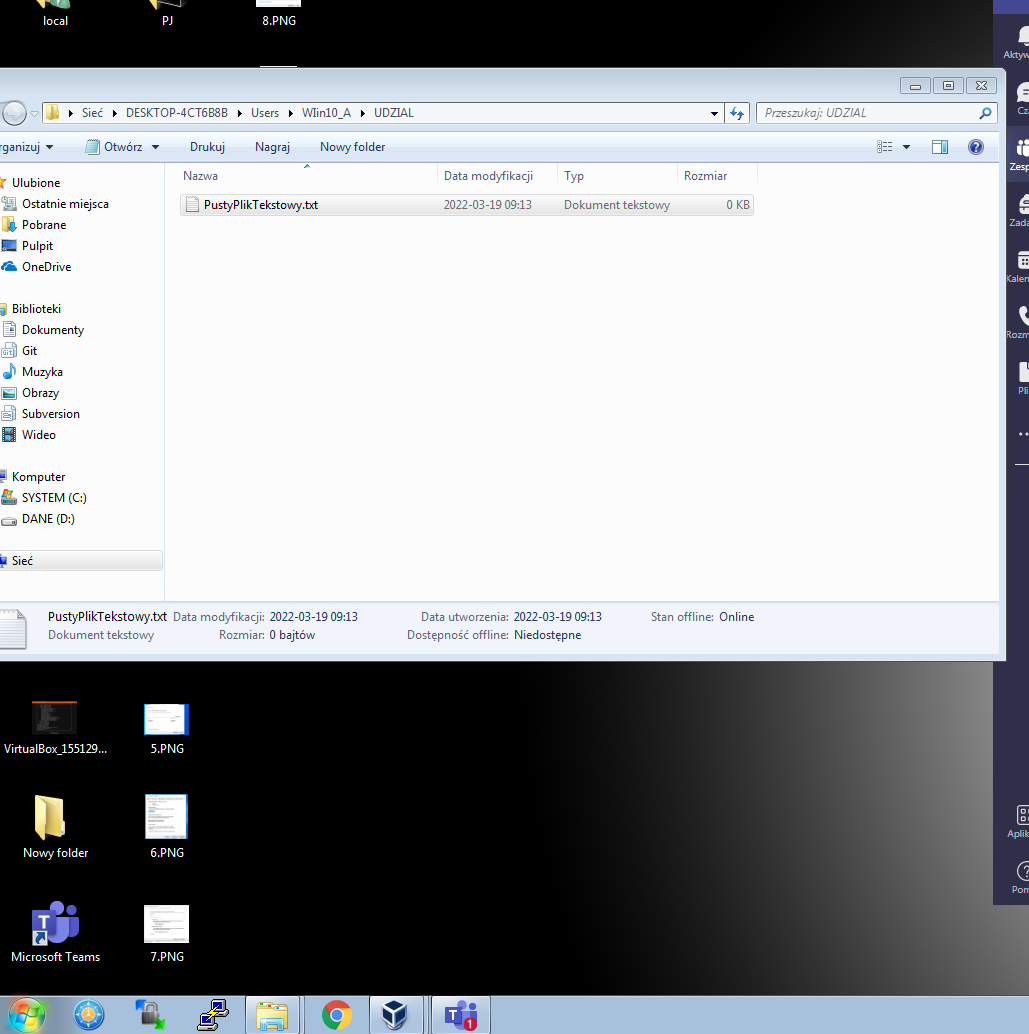 local
PJ
8.PNG
Sieć
DESKTOP-4CT6B8B
Users
WIin10_A
UDZIAL
Przeszukaj: UDZIAL
rganizuj
Otwórz
Drukuj
Nagraj
Nowy folder
Nazwa
Data modyfikacji
Typ
Rozmiar
PustyPlikTekstowy.txt
2022-03-19 09:13
Dokument tekstowy
0 KB
Ulubione
Ostatnie miejsca
Pobrane
Pulpit
OneDrive
Biblioteki
Dokumenty
Git
Muzyka
Obrazy
Subversion
Wideo
Komputer
SYSTEM (C:)
DANE (D:)
Sieć
PustyPlikTekstowy.txt
Data modyfikacji: 2022-03-19 09:13
Data utworzenia: 2022-03-19 09:13
Stan offline: Online
Dokument tekstowy
Rozmiar: 0 bajtów
Dostępność offline: Niedostępne
Aktyw
Cza
Zesp
Zada
Kalen
Rozm
Pli
Aplik
Pom
VirtualBox_155129...
5.PNG
Nowy folder
6.PNG
Microsoft Teams
7.PNG
T
T
1